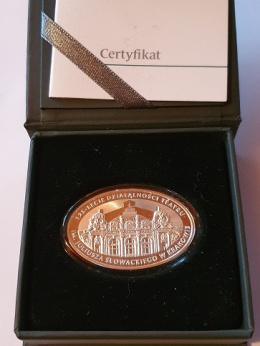 Certyfikat
125-LECIE DZIAŁALNOŚCI TEATRU
IM. JULIUSZA SŁOWACKIEGO W KRAKOWIE